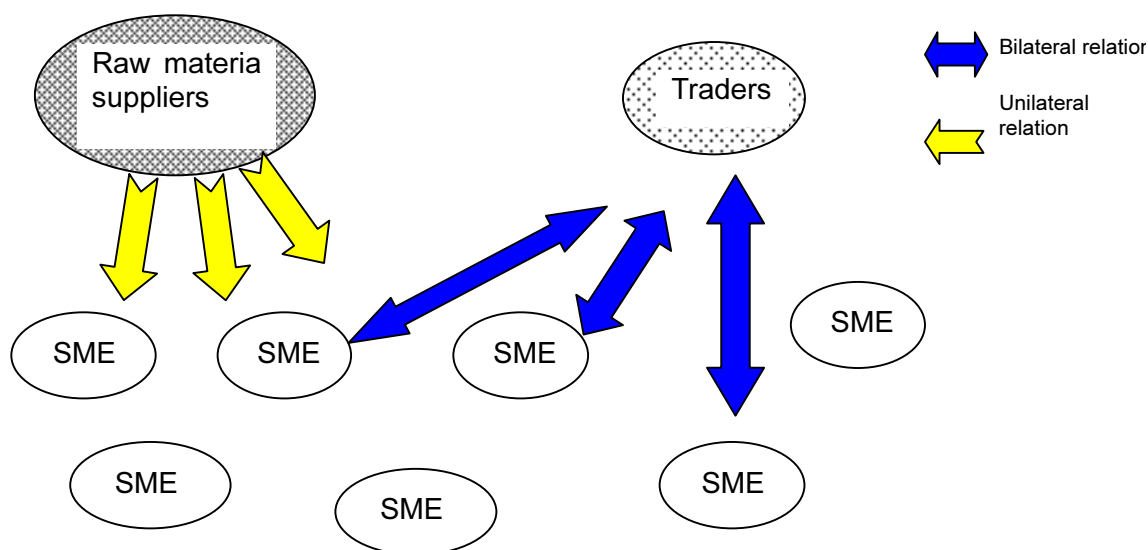 Raw materia
suppliers
Traders
Bilateral relation
Unilateral
relation
SME
SME
SME
SME
SME
SME
SME